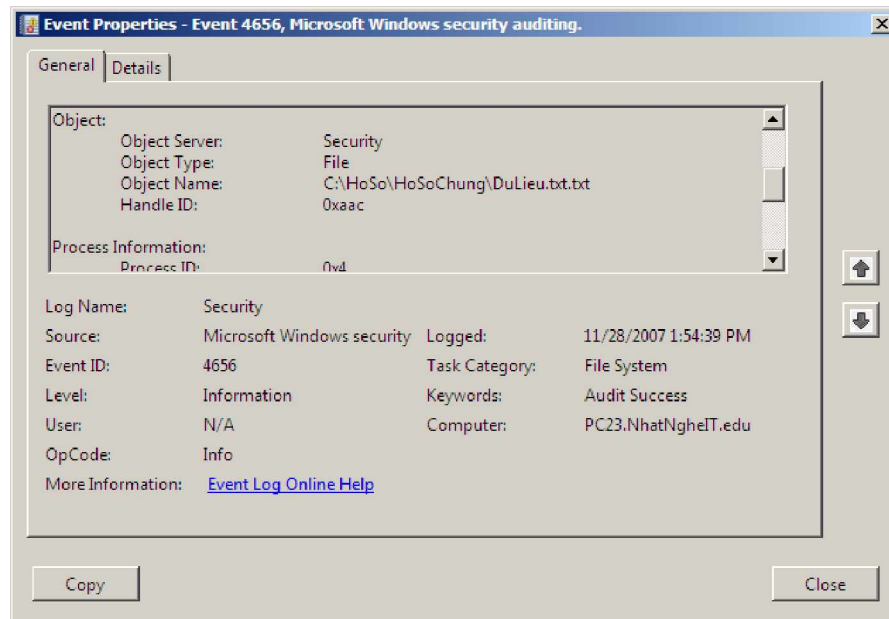 Event Properties - Event 4656, Microsoft Windows security auditing.
General Details
Object:
Object Server: Security
Object Type: File
Object Name: C:\HoSo\HoSoChung\DuLieu.txt.txt
Handle ID: 0xaac
Process Information:
Process ID: 0x4
Log Name: Security
Source: Microsoft Windows security Logged: 11/28/2007 1:54:39 PM
Event ID: 4656 Task Category: File System
Level: Information Keywords: Audit Success
User: N/A Computer: PC23.NhatNgheIT.edu
OpCode: Info
More Information: Event Log Online Help
Copy Close